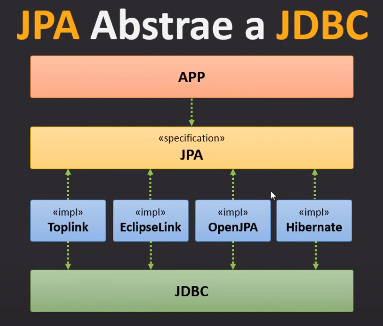 JPA Abstrae a JDBC
APP
«specification»
JPA
«impl» «impl» «impl» «impl»
Toplink EclipseLink OpenJPA Hibernate
JDBC